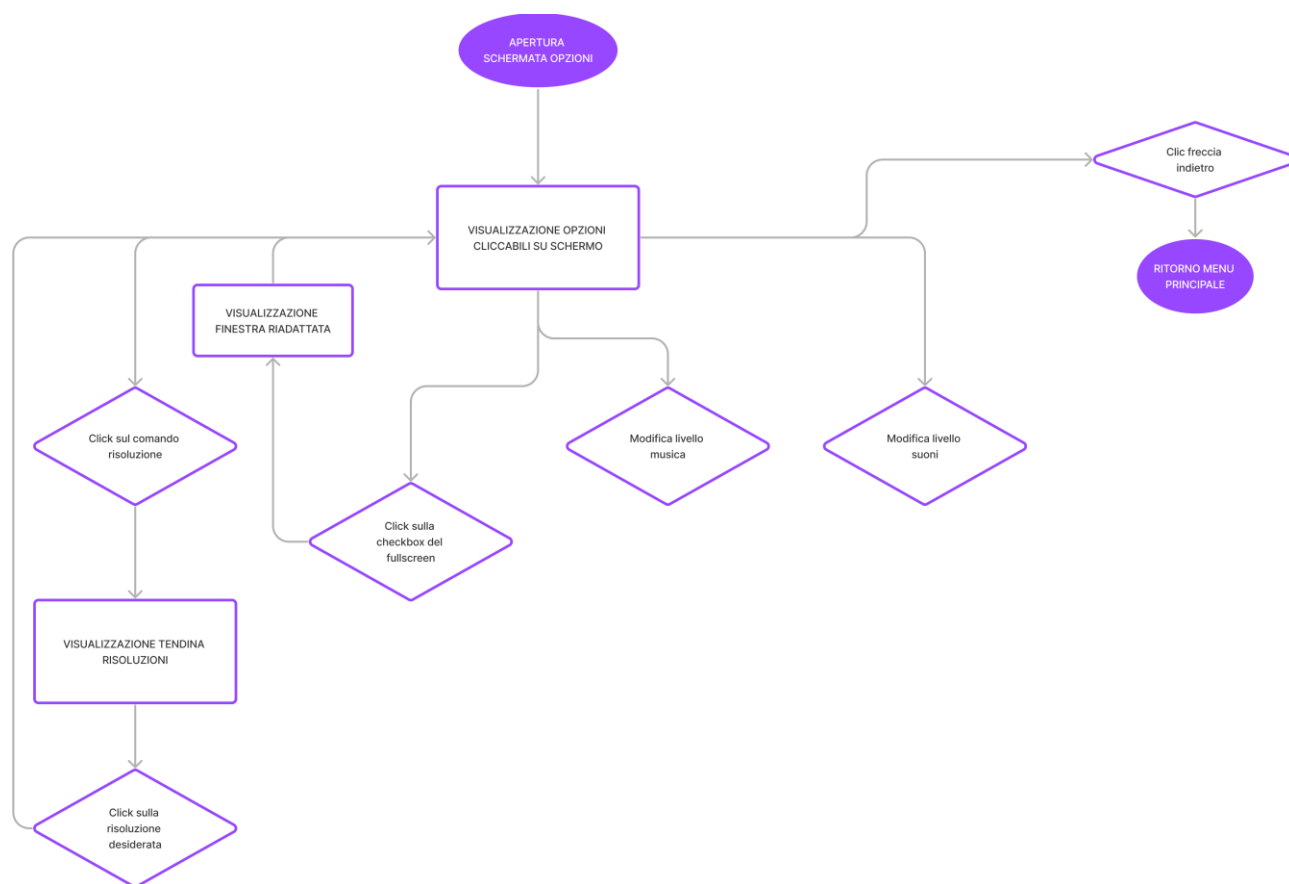 APERTURA
SCHERMATA OPZIONI
Clic freccia
indietro
VISUALIZZAZIONE OPZIONI
CLICCABILI SU SCHERMO
RITORNO MENU
PRINCIPALE
VISUALIZZAZIONE
FINESTRA RIADATTATA
Click sul comando
risoluzione
Modifica livello
musica
Modifica livello
suoni
Click sulla
checkbox del
fullscreen
VISUALIZZAZIONE TENDINA
RISOLUZIONI
Click sulla
risoluzione
desiderata